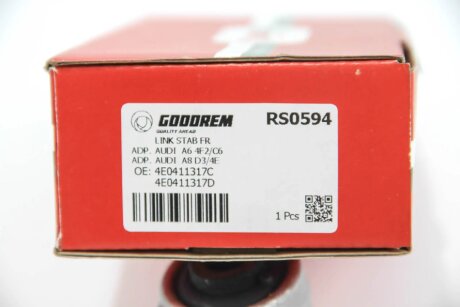 GOODREM
QUALITY AHEAD
RS0594
LINK STAB FR
ADP. AUDI A6 4F2/C6
ADP. AUDI A8 D3/4E
OE: 4E0411317C
4E0411317D
1 Pcs